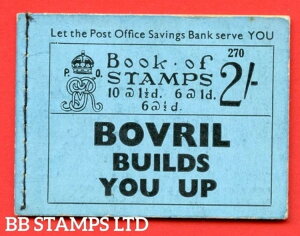 Let the Post Office Savings Bank serve YOU
270
P. O.
Book of
STAMPS
2/-
10 @ 1½d. 6 @ 1d.
6 @ ½d.
BOVRIL
BUILDS
YOU UP
BB STAMPS LTD